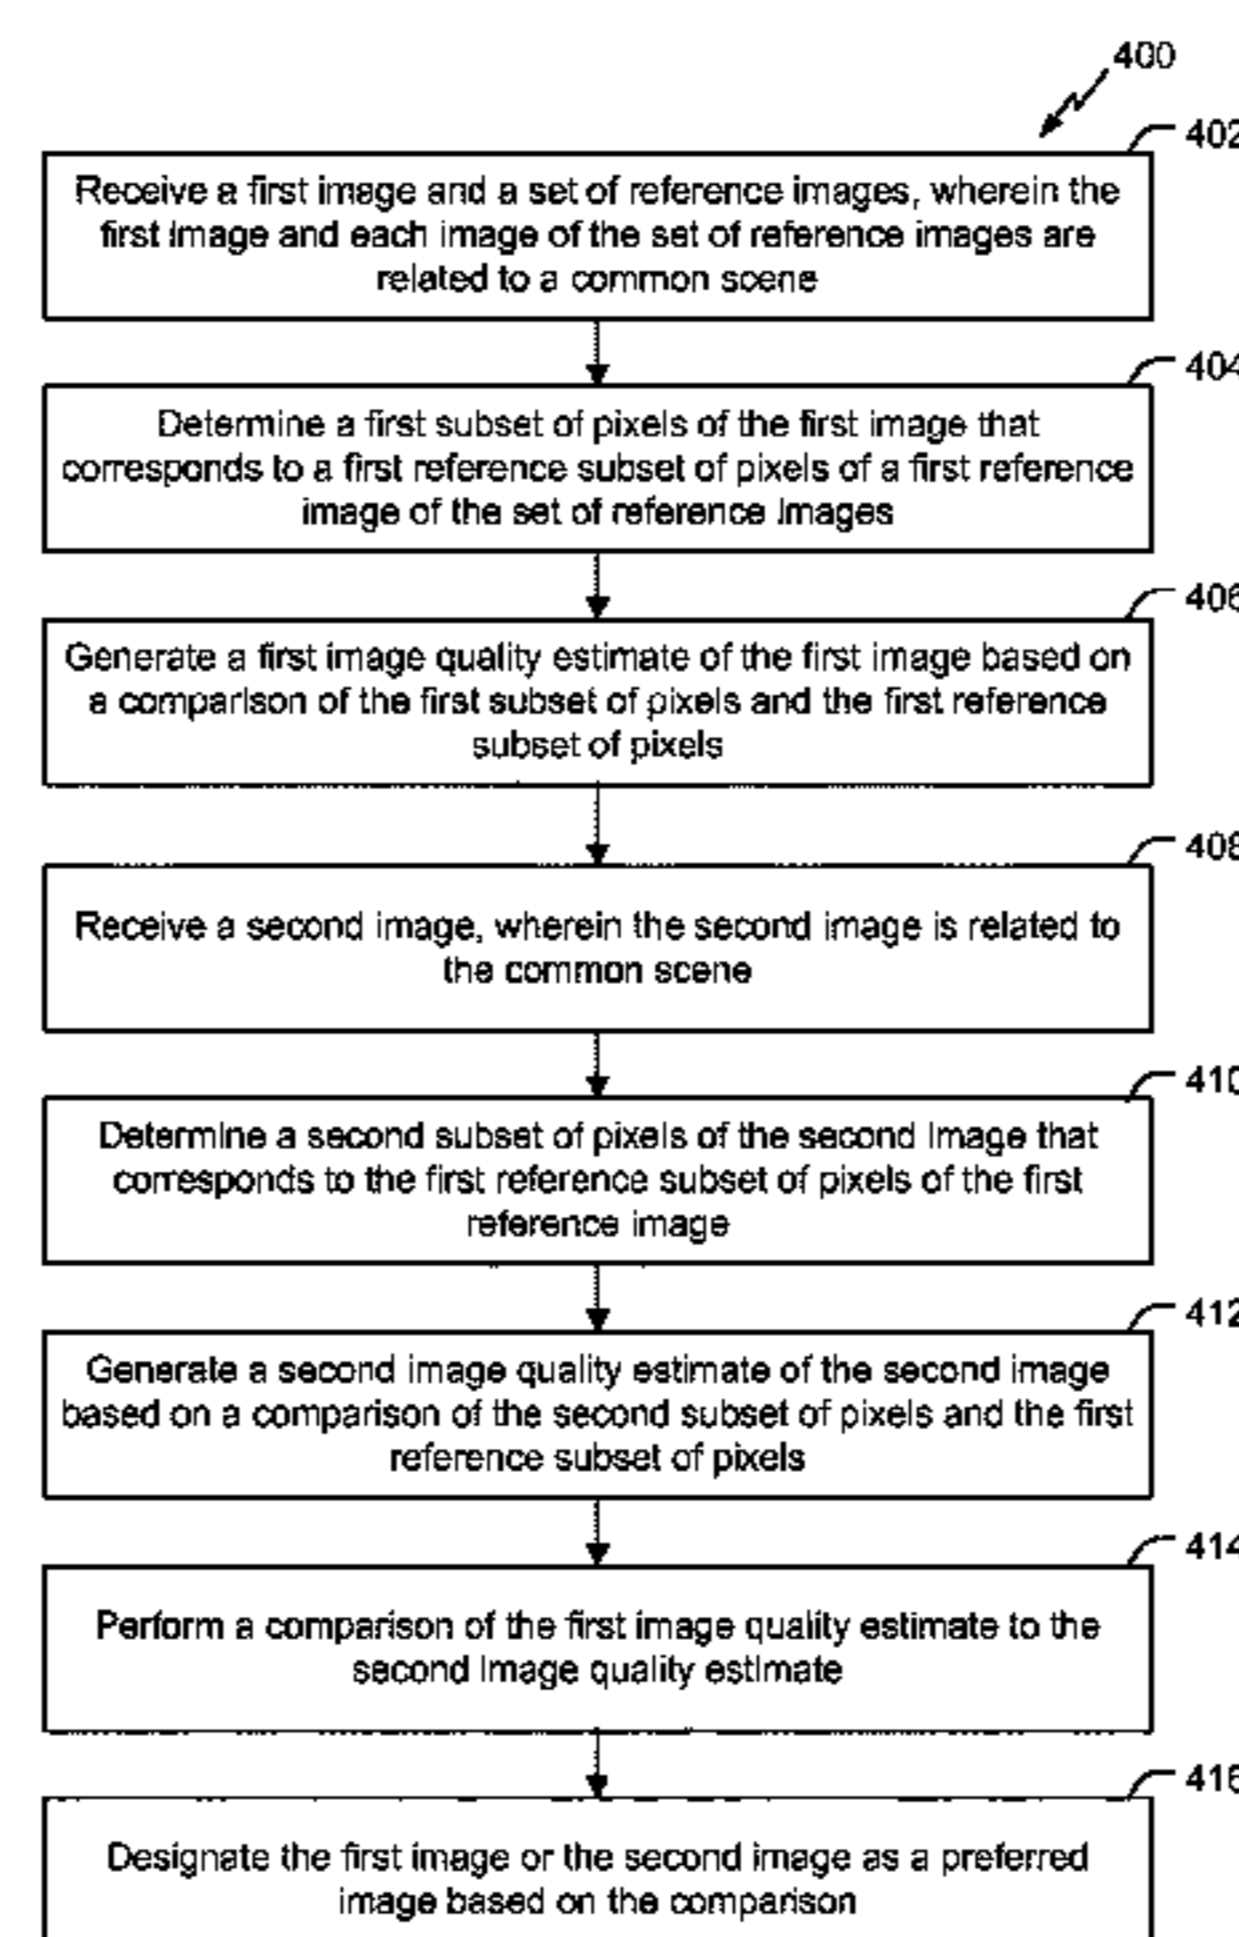 400
402
Receive a first image and a set of reference images, wherein the
first image and each image of the set of reference images are
related to a common scene
404
Determine a first subset of pixels of the first image that
corresponds to a first reference subset of pixels of a first reference
image of the set of reference images
406
Generate a first image quality estimate of the first image based on
a comparison of the first subset of pixels and the first reference
subset of pixels
408
Receive a second image, wherein the second image is related to
the common scene
410
Determine a second subset of pixels of the second image that
corresponds to the first reference subset of pixels of the first
reference image
412
Generate a second image quality estimate of the second image
based on a comparison of the second subset of pixels and the first
reference subset of pixels
414
Perform a comparison of the first image quality estimate to the
second image quality estimate
416
Designate the first image or the second image as a preferred
image based on the comparison